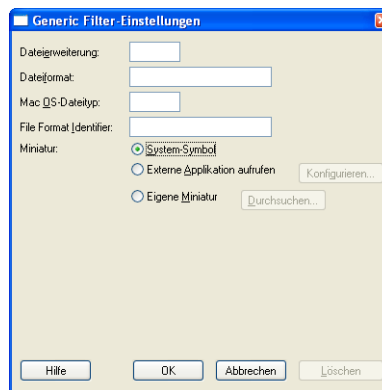 Generic Filter-Einstellungen
Dateierweiterung:
Dateiformat:
Mac OS-Dateityp:
File Format Identifier:
Miniatur:
System-Symbol
Externe Applikation aufrufen
Konfigurieren...
Eigene Miniatur
Durchsuchen...
Hilfe
OK
Abbrechen
Löschen